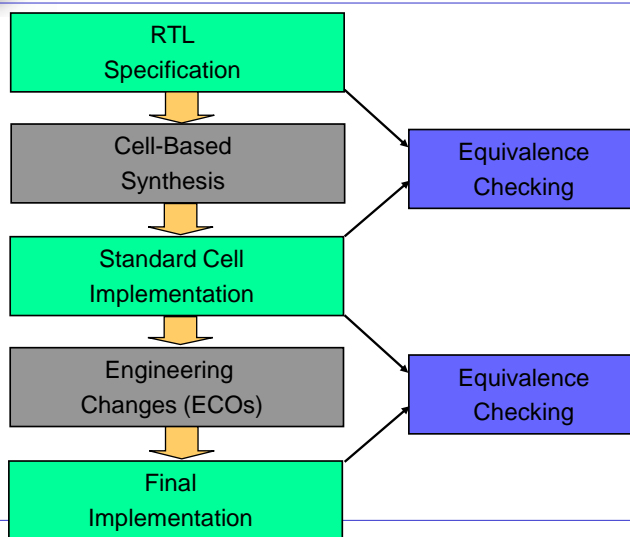 RTL
Specification
Cell-Based
Synthesis
Equivalence
Checking
Standard Cell
Implementation
Engineering
Changes (ECOs)
Equivalence
Checking
Final
Implementation